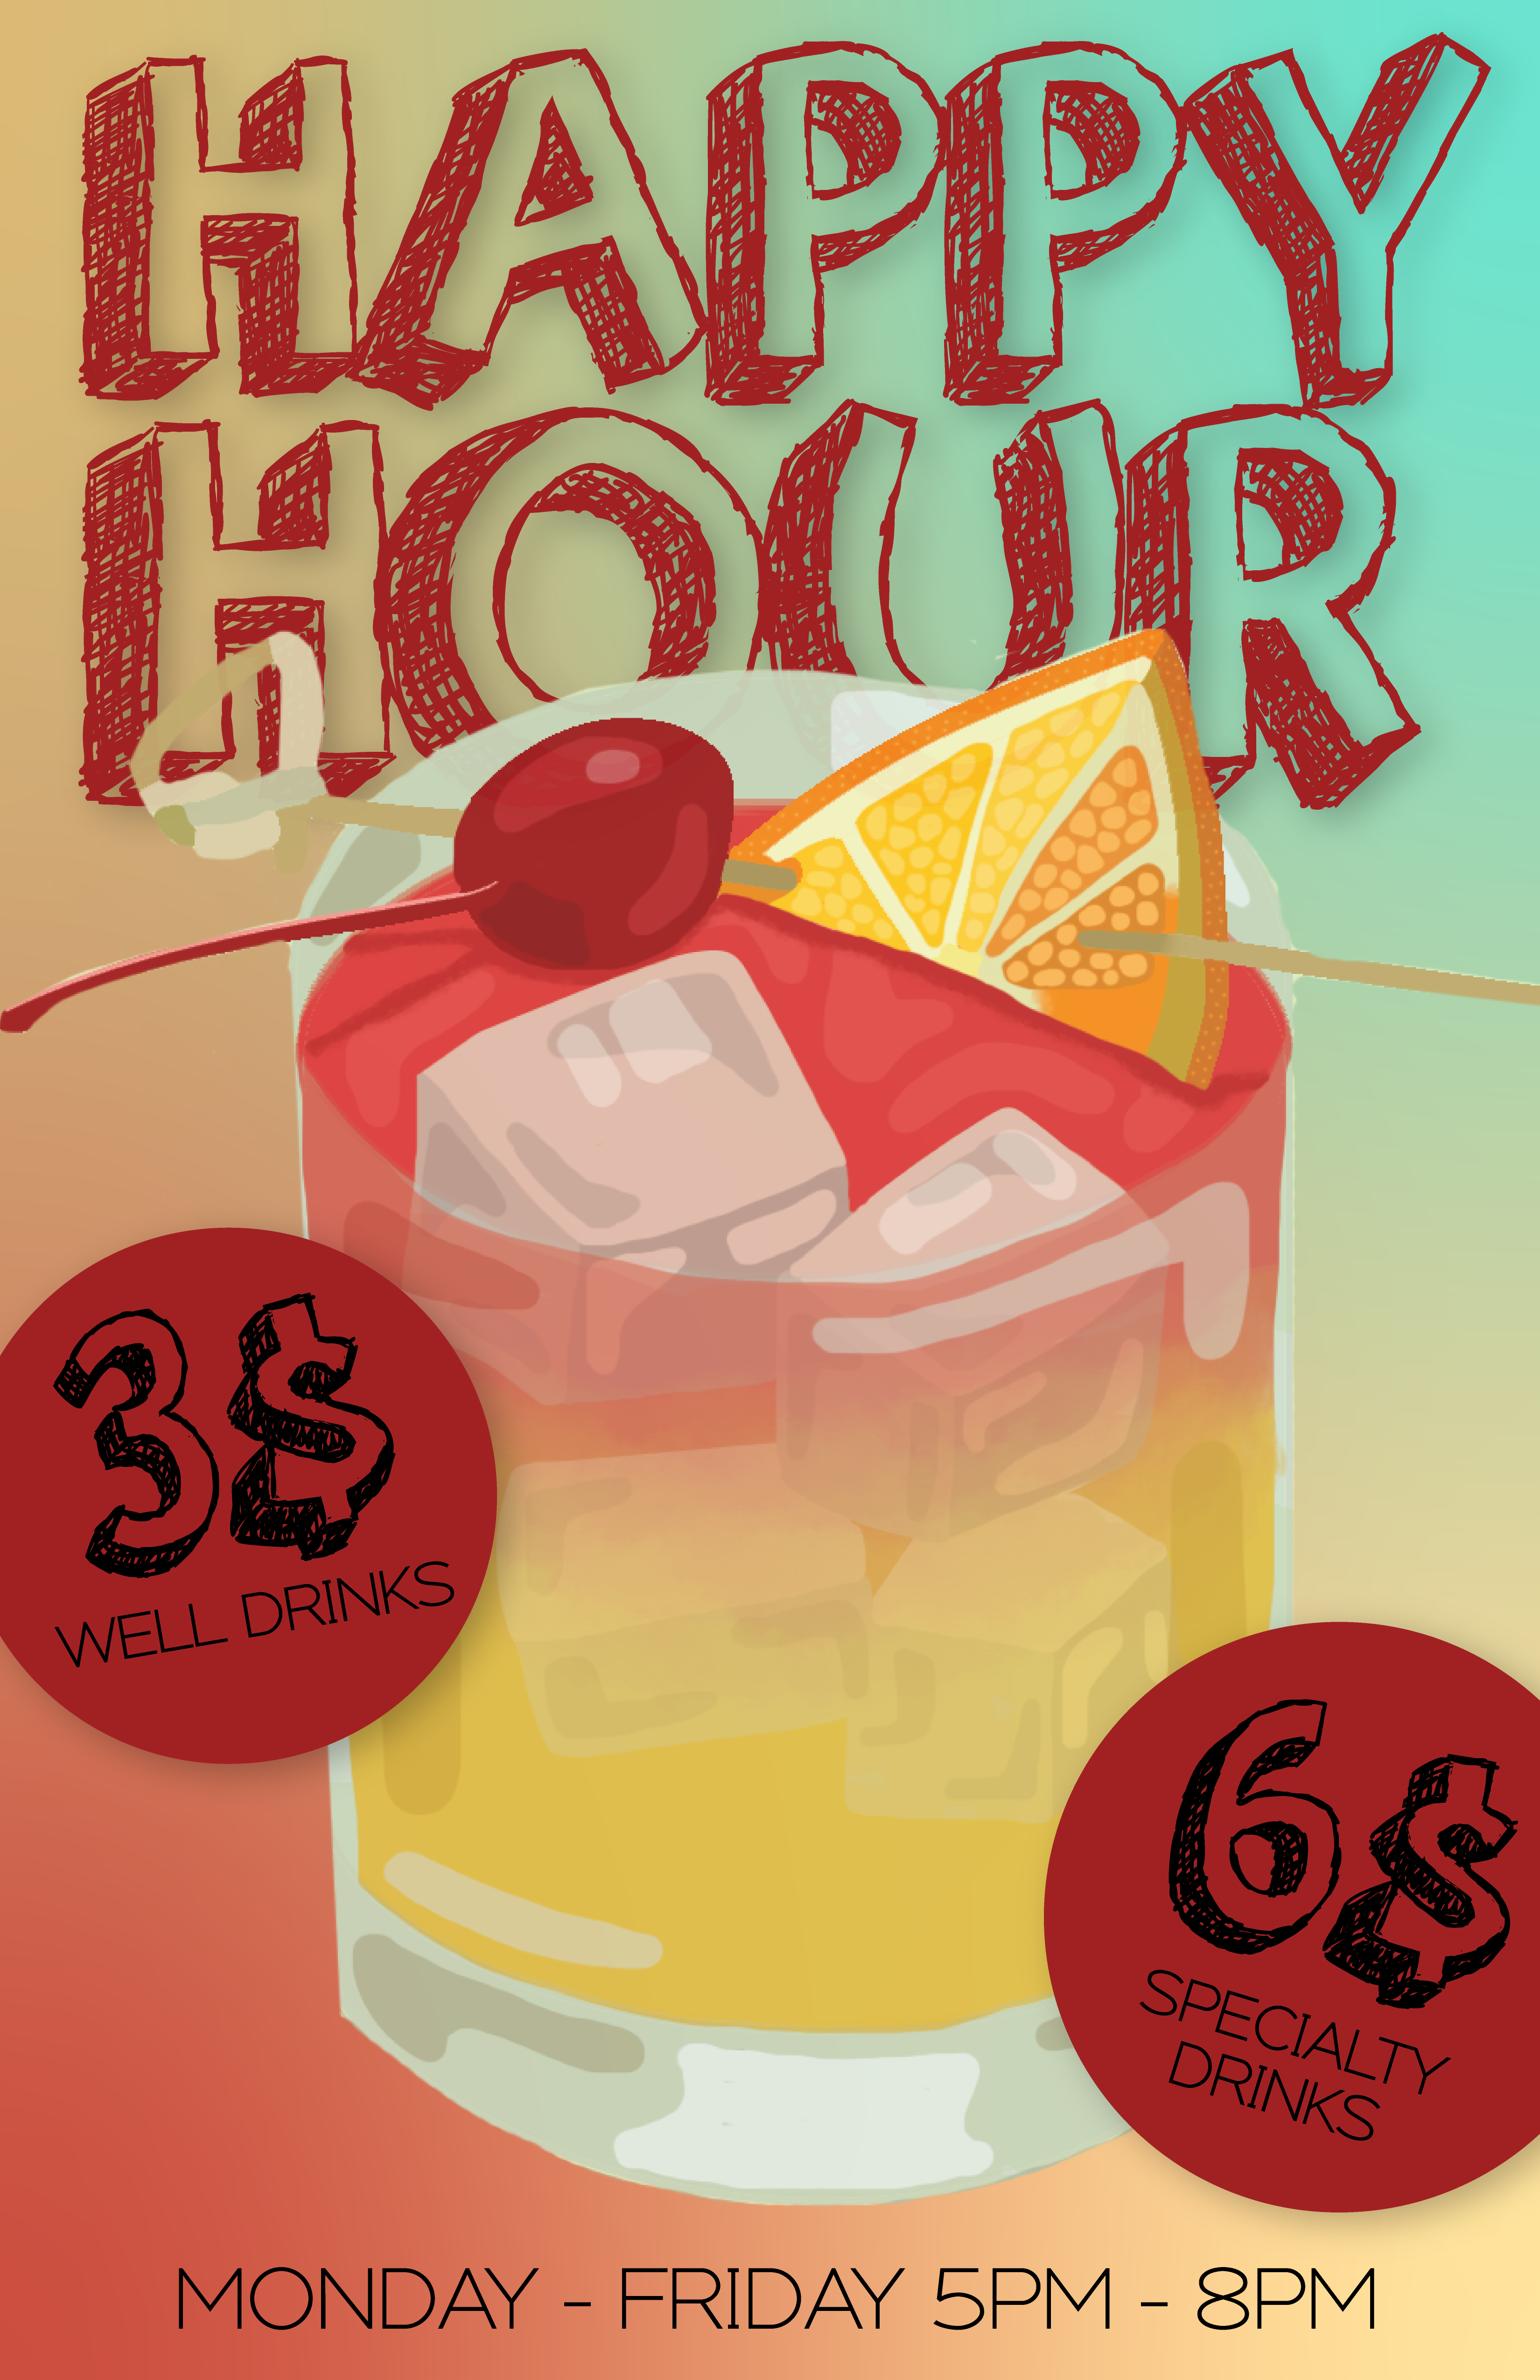 HAPPY
HOUR
3$
WELL DRINKS
6$
SPECIALTY
DRINKS
MONDAY - FRIDAY 5PM - 8PM